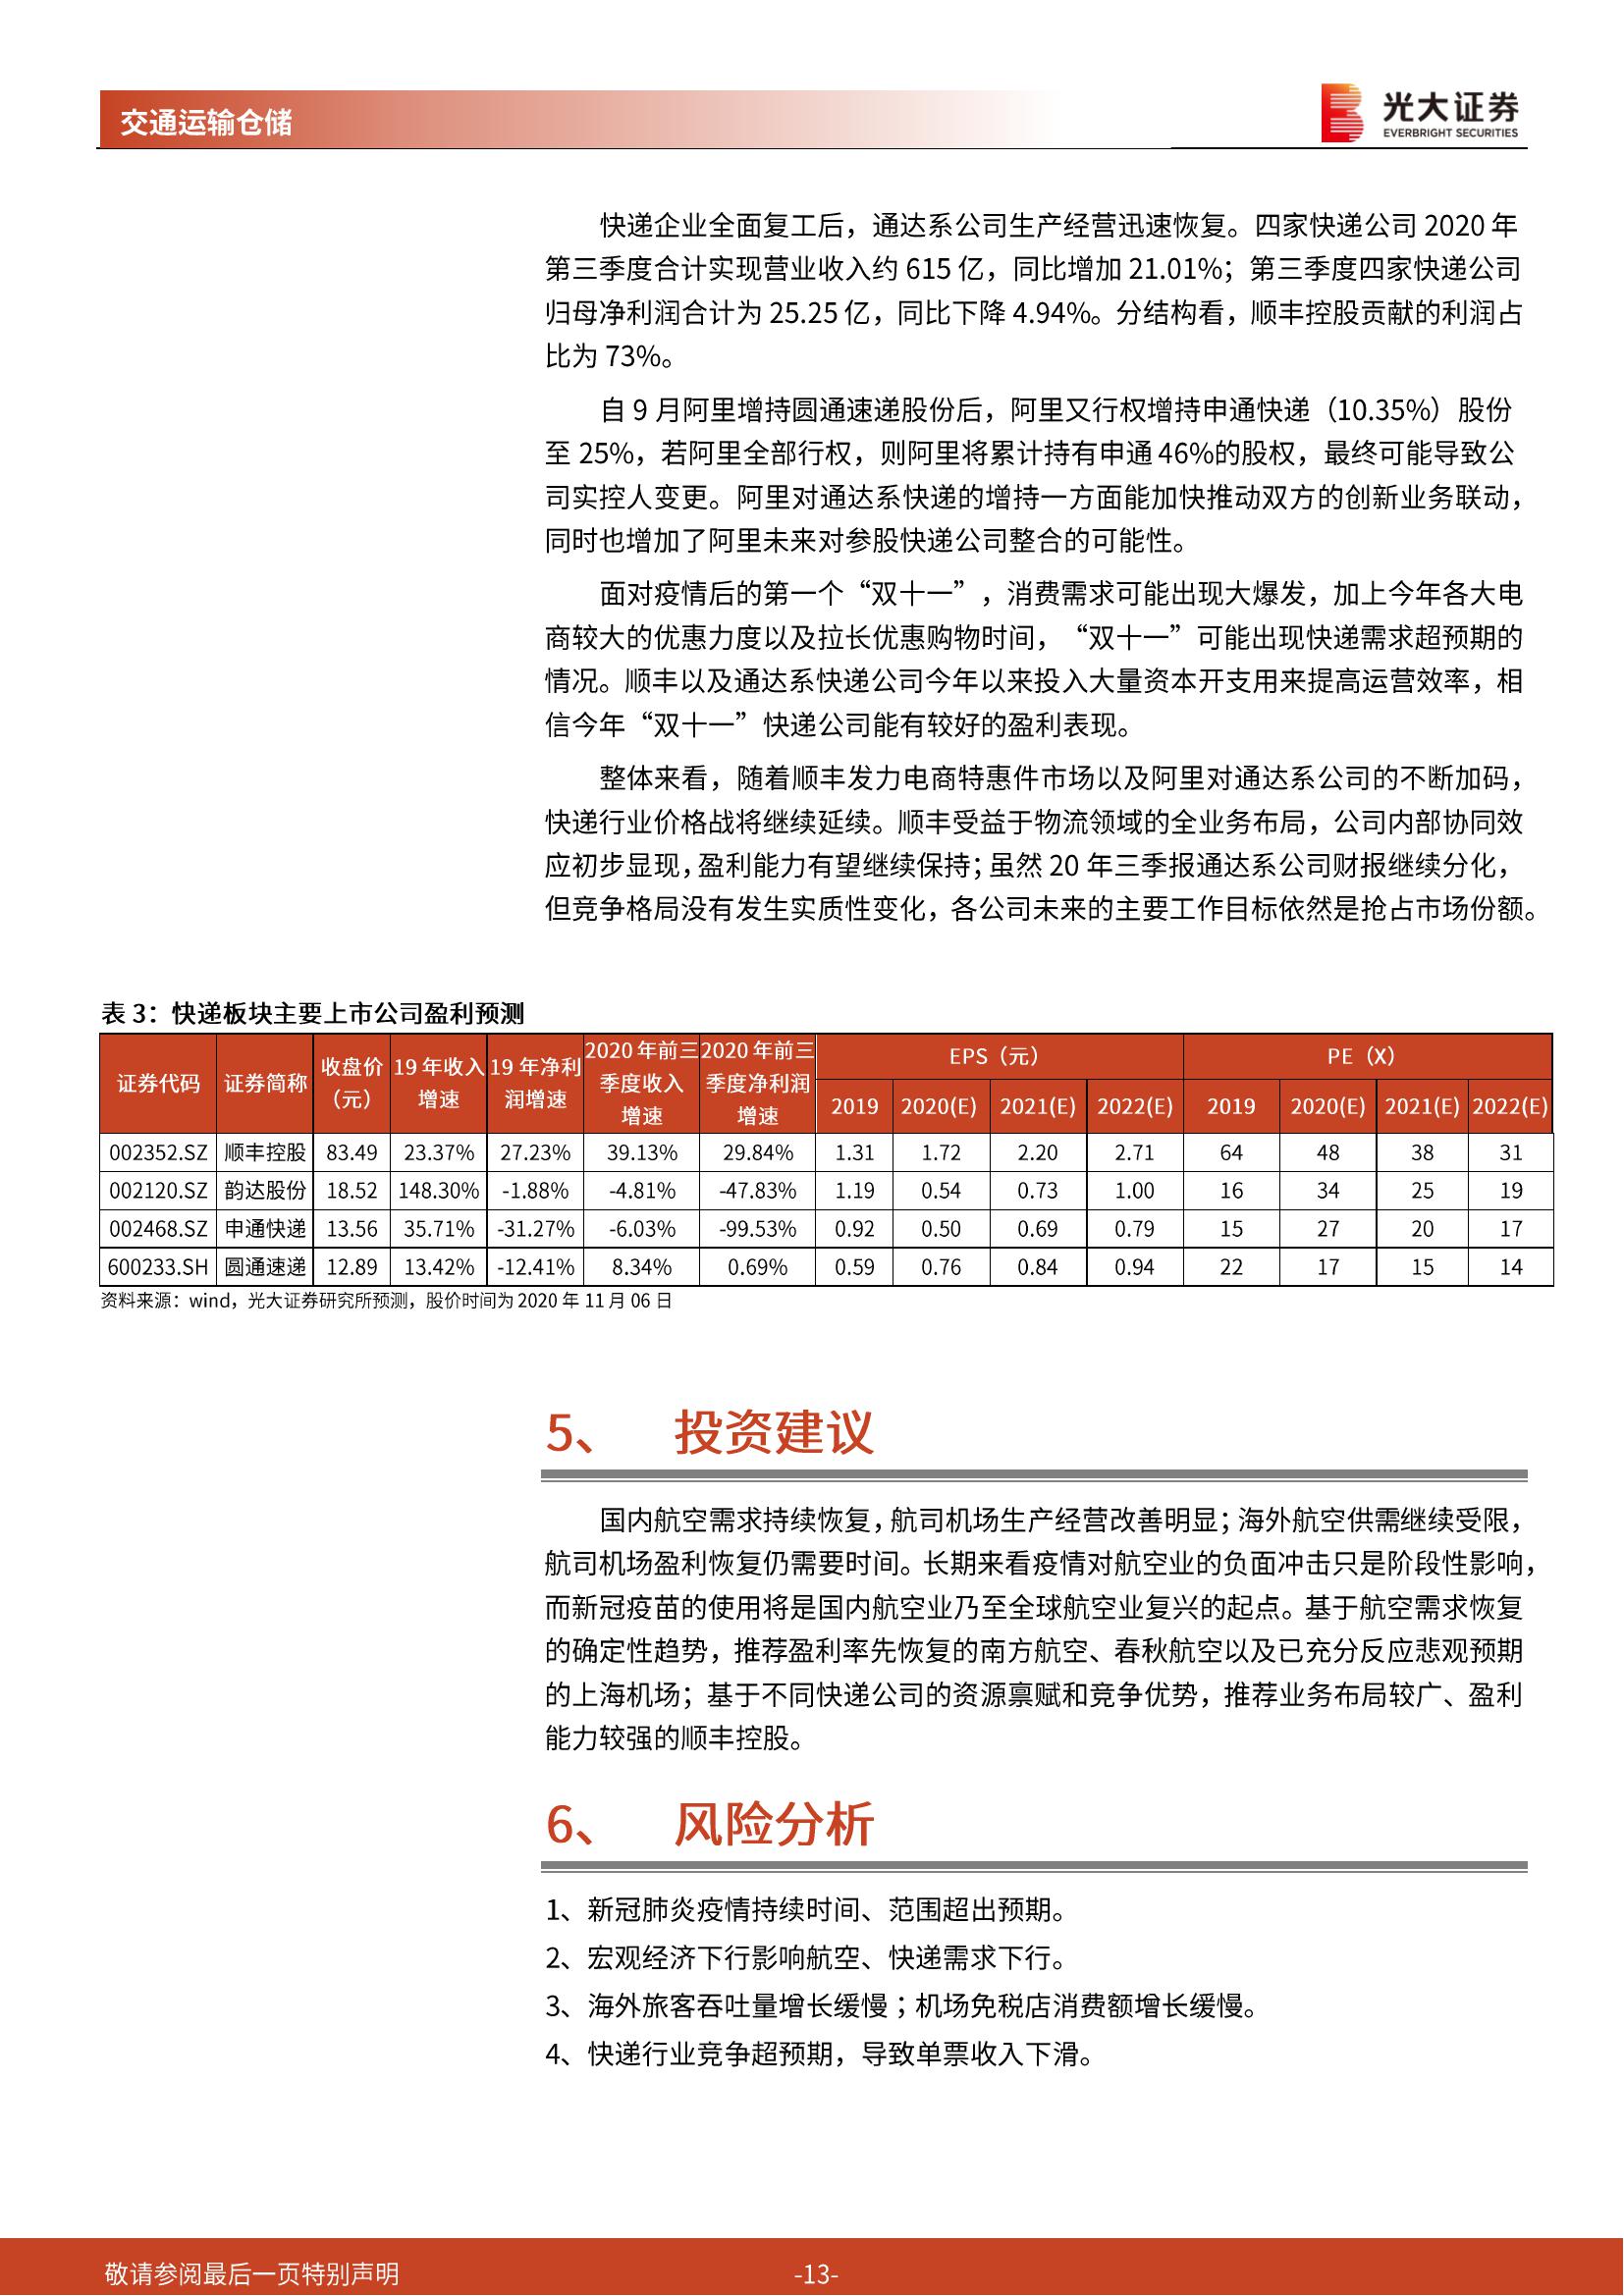 交通运输仓储
光大证券
EVERBRIGHT SECURITIES
快递企业全面复工后，通达系公司生产经营迅速恢复。四家快递公司 2020 年
第三季度合计实现营业收入约 615 亿，同比增加 21.01%；第三季度四家快递公司
归母净利润合计为 25.25 亿，同比下降 4.94%。分结构看，顺丰控股贡献的利润占
比为 73%。
自 9 月阿里增持圆通速递股份后，阿里又行权增持申通快递（10.35%）股份
至 25%，若阿里全部行权，则阿里将累计持有申通 46%的股权，最终可能导致公
司实控人变更。阿里对通达系快递的增持一方面能加快推动双方的创新业务联动，
同时也增加了阿里未来对参股快递公司整合的可能性。
面对疫情后的第一个“双十一”，消费需求可能出现大爆发，加上今年各大电
商较大的优惠力度以及拉长优惠购物时间，“双十一”可能出现快递需求超预期的
情况。顺丰以及通达系快递公司今年以来投入大量资本开支用来提高运营效率，相
信今年“双十一”快递公司能有较好的盈利表现。
整体来看，随着顺丰发力电商特惠件市场以及阿里对通达系公司的不断加码，
快递行业价格战将继续延续。顺丰受益于物流领域的全业务布局，公司内部协同效
应初步显现，盈利能力有望继续保持；虽然 20 年三季报通达系公司财报继续分化，
但竞争格局没有发生实质性变化，各公司未来的主要工作目标依然是抢占市场份额。
表 3：快递板块主要上市公司盈利预测
证券代码 证券简称 收盘价（元） 19 年收入增速 19 年净利润增速 2020 年前三季度收入增速 2020 年前三季度净利润增速 EPS（元） PE（X）
2019 2020(E) 2021(E) 2022(E) 2019 2020(E) 2021(E) 2022(E)
002352.SZ 顺丰控股 83.49 23.37% 27.23% 39.13% 29.84% 1.31 1.72 2.20 2.71 64 48 38 31
002120.SZ 韵达股份 18.52 148.30% -1.88% -4.81% -47.83% 1.19 0.54 0.73 1.00 16 34 25 19
002468.SZ 申通快递 13.56 35.71% -31.27% -6.03% -99.53% 0.92 0.50 0.69 0.79 15 27 20 17
600233.SH 圆通速递 12.89 13.42% -12.41% 8.34% 0.69% 0.59 0.76 0.84 0.94 22 17 15 14
资料来源：wind，光大证券研究所预测，股价时间为 2020 年 11 月 06 日
5、 投资建议
国内航空需求持续恢复，航司机场生产经营改善明显；海外航空供需继续受限，
航司机场盈利恢复仍需要时间。长期来看疫情对航空业的负面冲击只是阶段性影响，
而新冠疫苗的使用将是国内航空业乃至全球航空业复兴的起点。基于航空需求恢复
的确定性趋势，推荐盈利率先恢复的南方航空、春秋航空以及已充分反应悲观预期
的上海机场；基于不同快递公司的资源禀赋和竞争优势，推荐业务布局较广、盈利
能力较强的顺丰控股。
6、 风险分析
1、新冠肺炎疫情持续时间、范围超出预期。
2、宏观经济下行影响航空、快递需求下行。
3、海外旅客吞吐量增长缓慢；机场免税店消费额增长缓慢。
4、快递行业竞争超预期，导致单票收入下滑。
敬请参阅最后一页特别声明 -13-